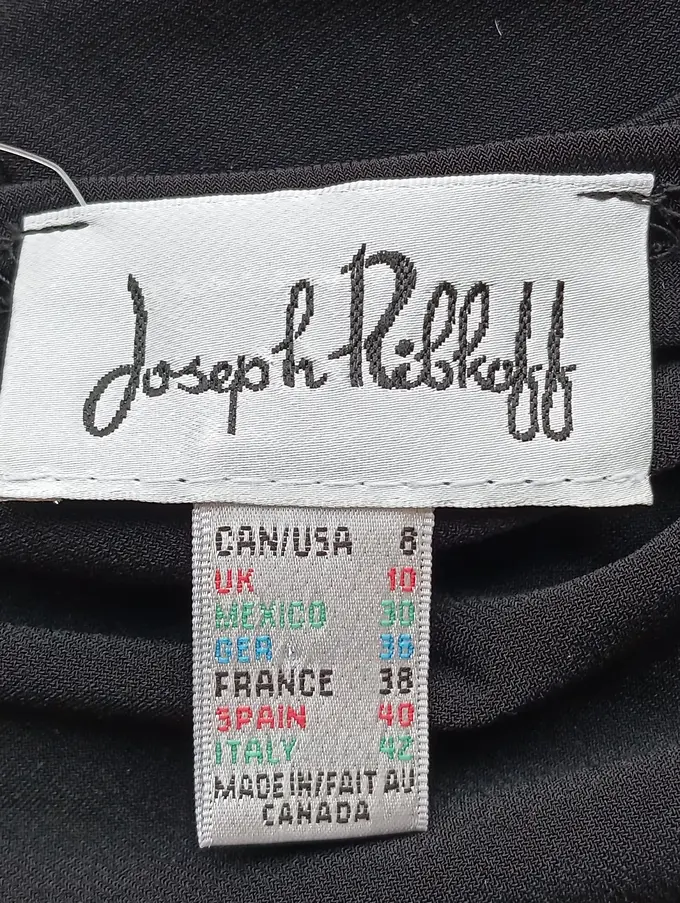 Joseph Ribkoff
CAN/USA 8
UK 10
MEXICO 30
GER 38
FRANCE 38
SPAIN 40
ITALY 42
MADE IN/FAIT AU
CANADA